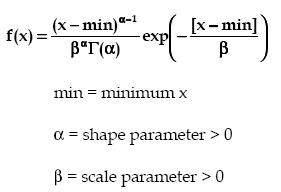 f(x) = (x – min)^(α-1) / (β^α Γ(α)) exp(– [x – min] / β)
min = minimum x
α = shape parameter > 0
β = scale parameter > 0